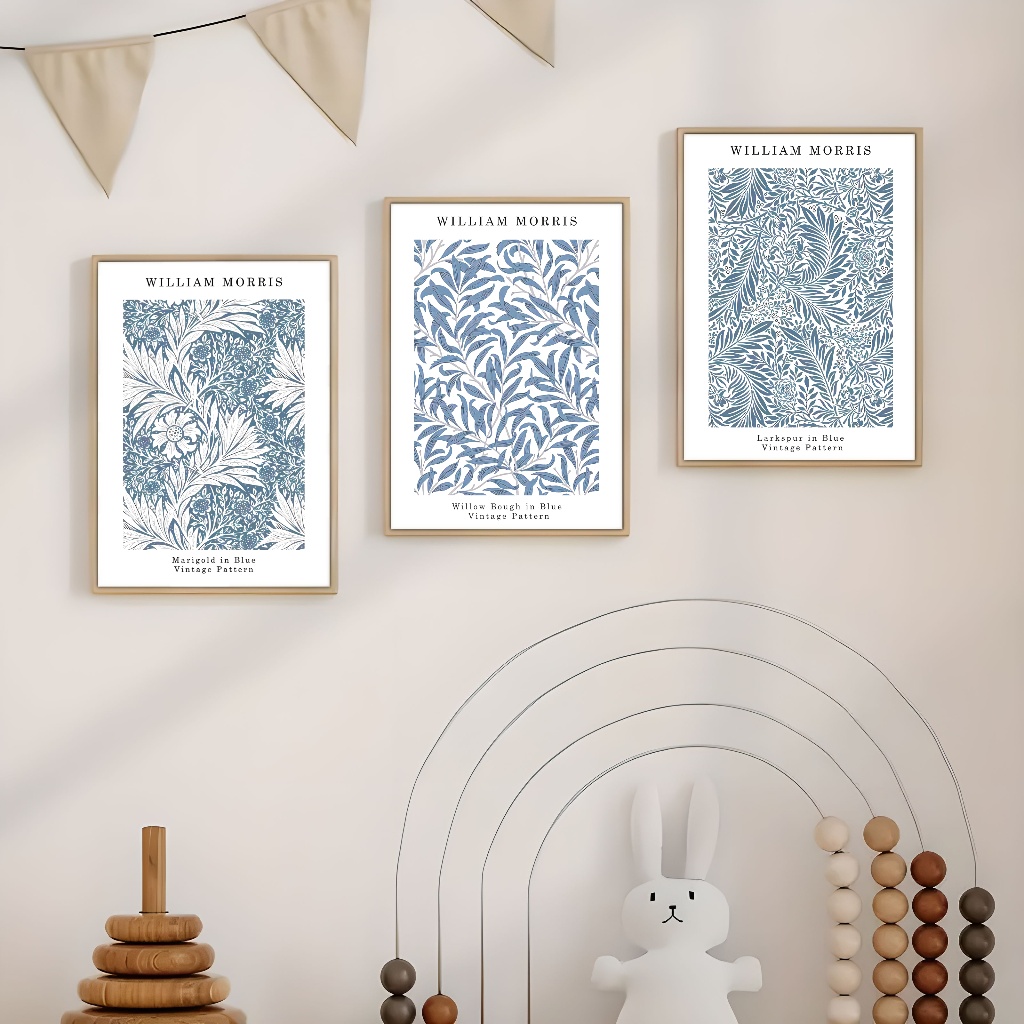 WILLIAM MORRIS
Marigold in Blue
Vintage Pattern
WILLIAM MORRIS
Willow Bough in Blue
Vintage Pattern
WILLIAM MORRIS
Larkspur in Blue
Vintage Pattern